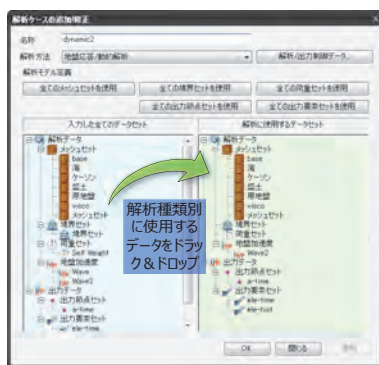 解析ケースの追加/修正
名称 dynamic2
解析方法 地盤応答/動的解析 解析/出力制御データ...
解析モデル定義
全てのメッシュセットを使用 全ての境界セットを使用 全ての荷重セットを使用
全ての出力節点セットを使用 全ての出力要素セットを使用
入力した全てのデータセット 解析に使用するデータセット
解析データ 解析データ
メッシュセット メッシュセット
base base
海 海
ケーソン ケーソン
盛土 盛土
原地盤 原地盤
visco visco
メッシュセット メッシュセット
境界セット 境界セット
境界セット 荷重セット
荷重セット 地盤加速度
Self Weight Wave2
地盤加速度 出力データ
Wave 出力節点セット
Wave2 a-time
出力データ 出力要素セット
出力節点セット ele-time
a-time ele-hist
出力要素セット
ele-time
解析種類別
に使用する
データをドラッ
ク&ドロップ
OK 閉じる 適用